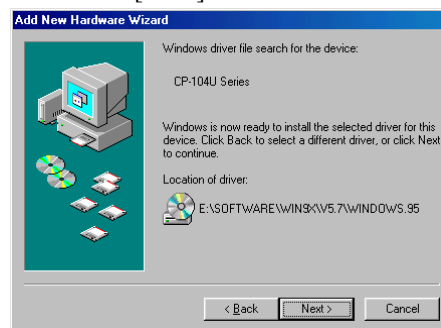 Add New Hardware Wizard
Windows driver file search for the device:
CP-104U Series
Windows is now ready to install the selected driver for this
device. Click Back to select a different driver, or click Next
to continue.
Location of driver:
E:\SOFTWARE\WIN9X\V5.7\WINDOWS.95
< Back
Next >
Cancel